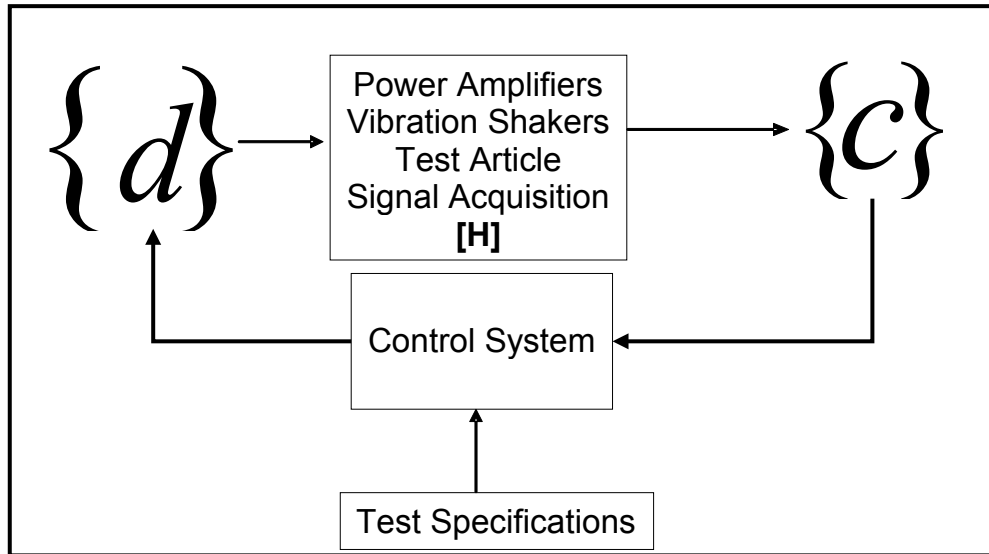 {d}
Power Amplifiers
Vibration Shakers
Test Article
Signal Acquisition
[H]
{c}
Control System
Test Specifications